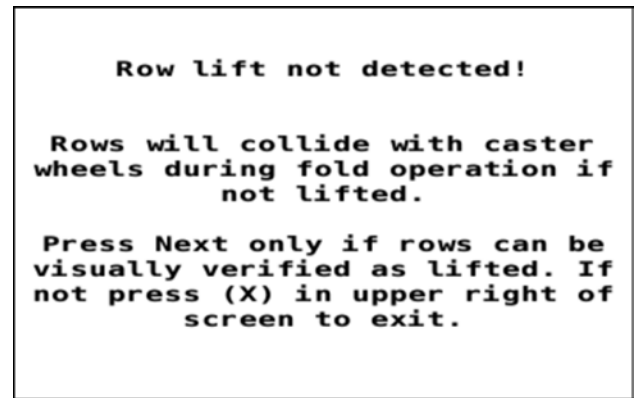 Row lift not detected!
Rows will collide with caster
wheels during fold operation if
not lifted.
Press Next only if rows can be
visually verified as lifted. If
not press (X) in upper right of
screen to exit.